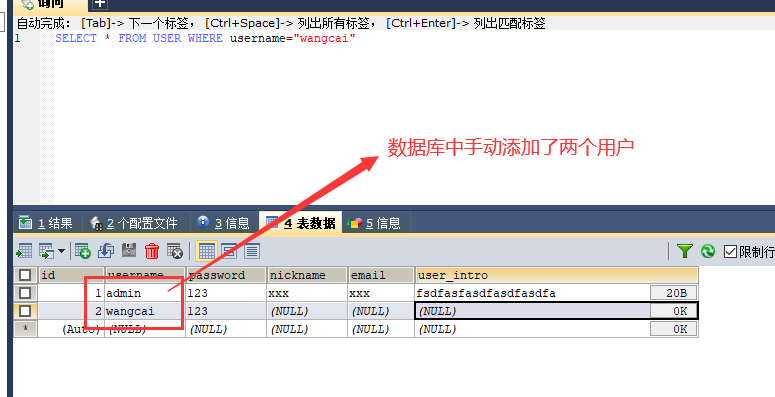 询问
自动完成: [Tab]-> 下一个标签， [Ctrl+Space]-> 列出所有标签， [Ctrl+Enter]-> 列出匹配标签
1 SELECT * FROM USER WHERE username="wangcai"
数据库中手动添加了两个用户
1 结果 2 个配置文件 3 信息 4 表数据 5 信息
限制行
id username password nickname email user_intro
1 admin 123 xxx xxx fsdfasfasdfasdfasdfa 20B
2 wangcai 123 (NULL) (NULL) (NULL) 0K
* (Auto) (NULL) (NULL) (NULL) (NULL) (NULL) 0K